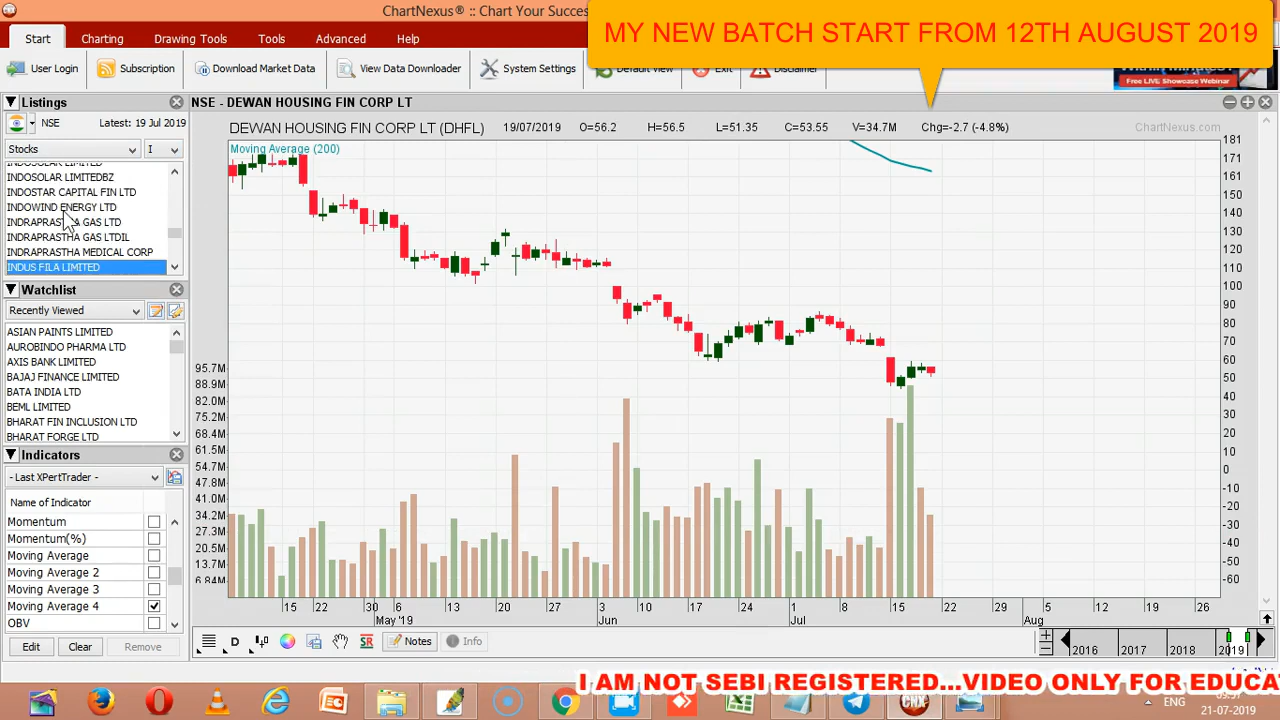 ChartNexus® :: Chart Your Success
MY NEW BATCH START FROM 12TH AUGUST 2019
Start
Charting
Drawing Tools
Tools
Advanced
Help
User Login
Subscription
Download Market Data
View Data Downloader
System Settings
Default View
Exit
Disclaimer
Free LIVE Showcase Webinar
Listings
NSE
Latest: 19 Jul 2019
Stocks
I
INDOSOLAR LIMITED
INDOSOLAR LIMITEDBZ
INDOSTAR CAPITAL FIN LTD
INDOWIND ENERGY LTD
INDRAPRASTHA GAS LTD
INDRAPRASTHA GAS LTDIL
INDRAPRASTHA MEDICAL CORP
INDUS FILA LIMITED
Watchlist
Recently Viewed
ASIAN PAINTS LIMITED
AUROBINDO PHARMA LTD
AXIS BANK LIMITED
BAJAJ FINANCE LIMITED
BATA INDIA LTD
BEML LIMITED
BHARAT FIN INCLUSION LTD
BHARAT FORGE LTD
Indicators
- Last XPertTrader -
Name of Indicator
Momentum
Momentum(%)
Moving Average
Moving Average 2
Moving Average 3
Moving Average 4
OBV
Edit
Clear
Remove
NSE - DEWAN HOUSING FIN CORP LT
DEWAN HOUSING FIN CORP LT (DHFL) 19/07/2019 O=56.2 H=56.5 L=51.35 C=53.55 V=34.7M Chg=-2.7 (-4.8%)
ChartNexus.com
Moving Average (200)
181
171
161
150
140
130
120
110
100
90
80
70
60
50
40
30
20
10
0
-10
-20
-30
-40
-50
-60
95.7M
88.9M
82.0M
75.2M
68.4M
61.5M
54.7M
47.8M
41.0M
34.2M
27.3M
20.5M
13.7M
6.84M
15 22 30 6 13 20 27 3 10 17 24 1 8 15 22 29 5 12 19 26
May '19 Jun Jul Aug
D
SR
Notes
Info
2016 2017 2018 2019
I AM NOT SEBI REGISTERED...VIDEO ONLY FOR EDUCA
ENG
21-07-2019